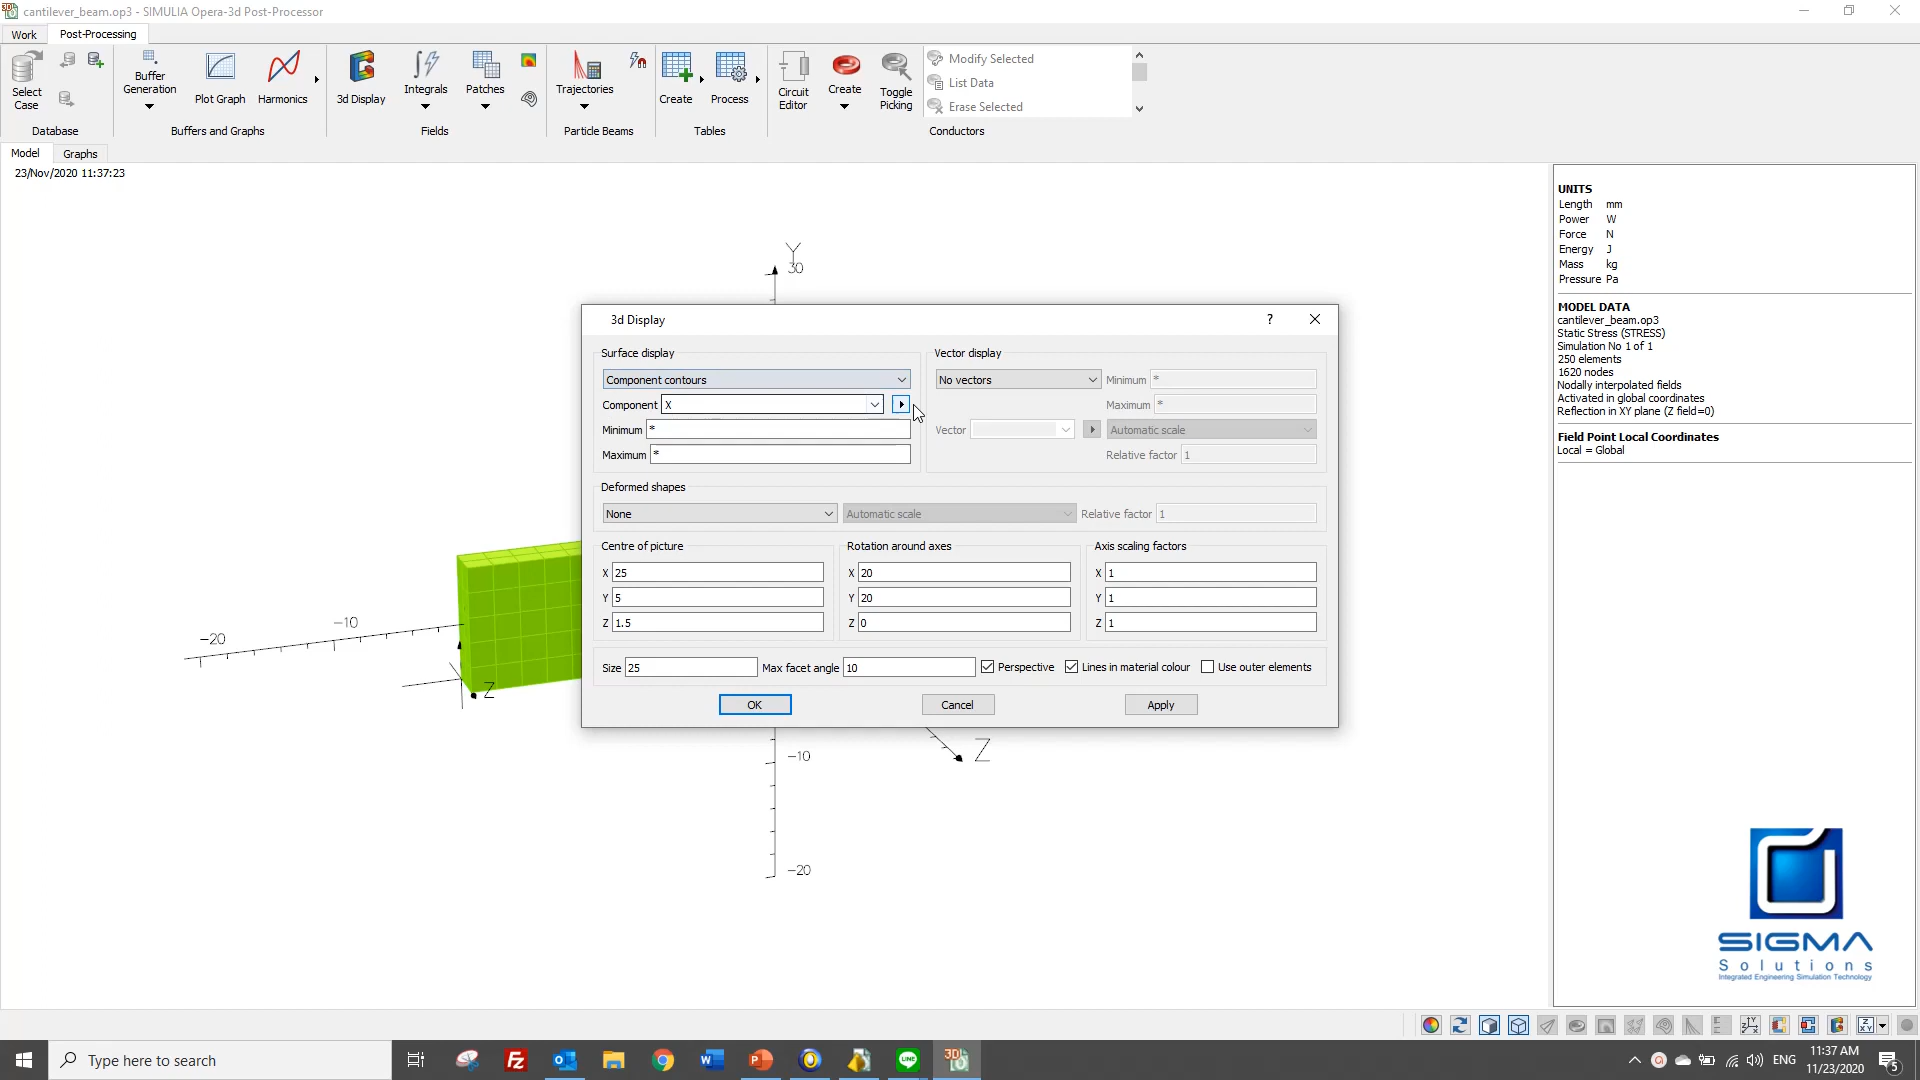 cantilever_beam.op3 - SIMULIA Opera-3d Post-Processor
Work
Post-Processing
Select Case
Buffer Generation
Plot Graph
Harmonics
3d Display
Integrals
Patches
Trajectories
Create
Process
Circuit Editor
Create
Toggle Picking
Modify Selected
List Data
Erase Selected
Database
Buffers and Graphs
Fields
Particle Beams
Tables
Conductors
Model
Graphs
23/Nov/2020 11:37:23
Y
30
-20
-10
Z
-10
Z
-20
3d Display
?
Surface display
Component contours
Component X
Minimum *
Maximum *
Vector display
No vectors
Minimum *
Maximum *
Vector
Automatic scale
Relative factor 1
Deformed shapes
None
Automatic scale
Relative factor 1
Centre of picture
X 25
Y 5
Z 1.5
Rotation around axes
X 20
Y 20
Z 0
Axis scaling factors
X 1
Y 1
Z 1
Size 25
Max facet angle 10
Perspective
Lines in material colour
Use outer elements
OK
Cancel
Apply
UNITS
Length mm
Power W
Force N
Energy J
Mass kg
Pressure Pa
MODEL DATA
cantilever_beam.op3
Static Stress (STRESS)
Simulation No 1 of 1
250 elements
1620 nodes
Nodally interpolated fields
Activated in global coordinates
Reflection in XY plane (Z field=0)
Field Point Local Coordinates
Local = Global
SIGMA
Solutions
Integrated Engineering Simulation Technology
Type here to search
ENG
11:37 AM
11/23/2020
5